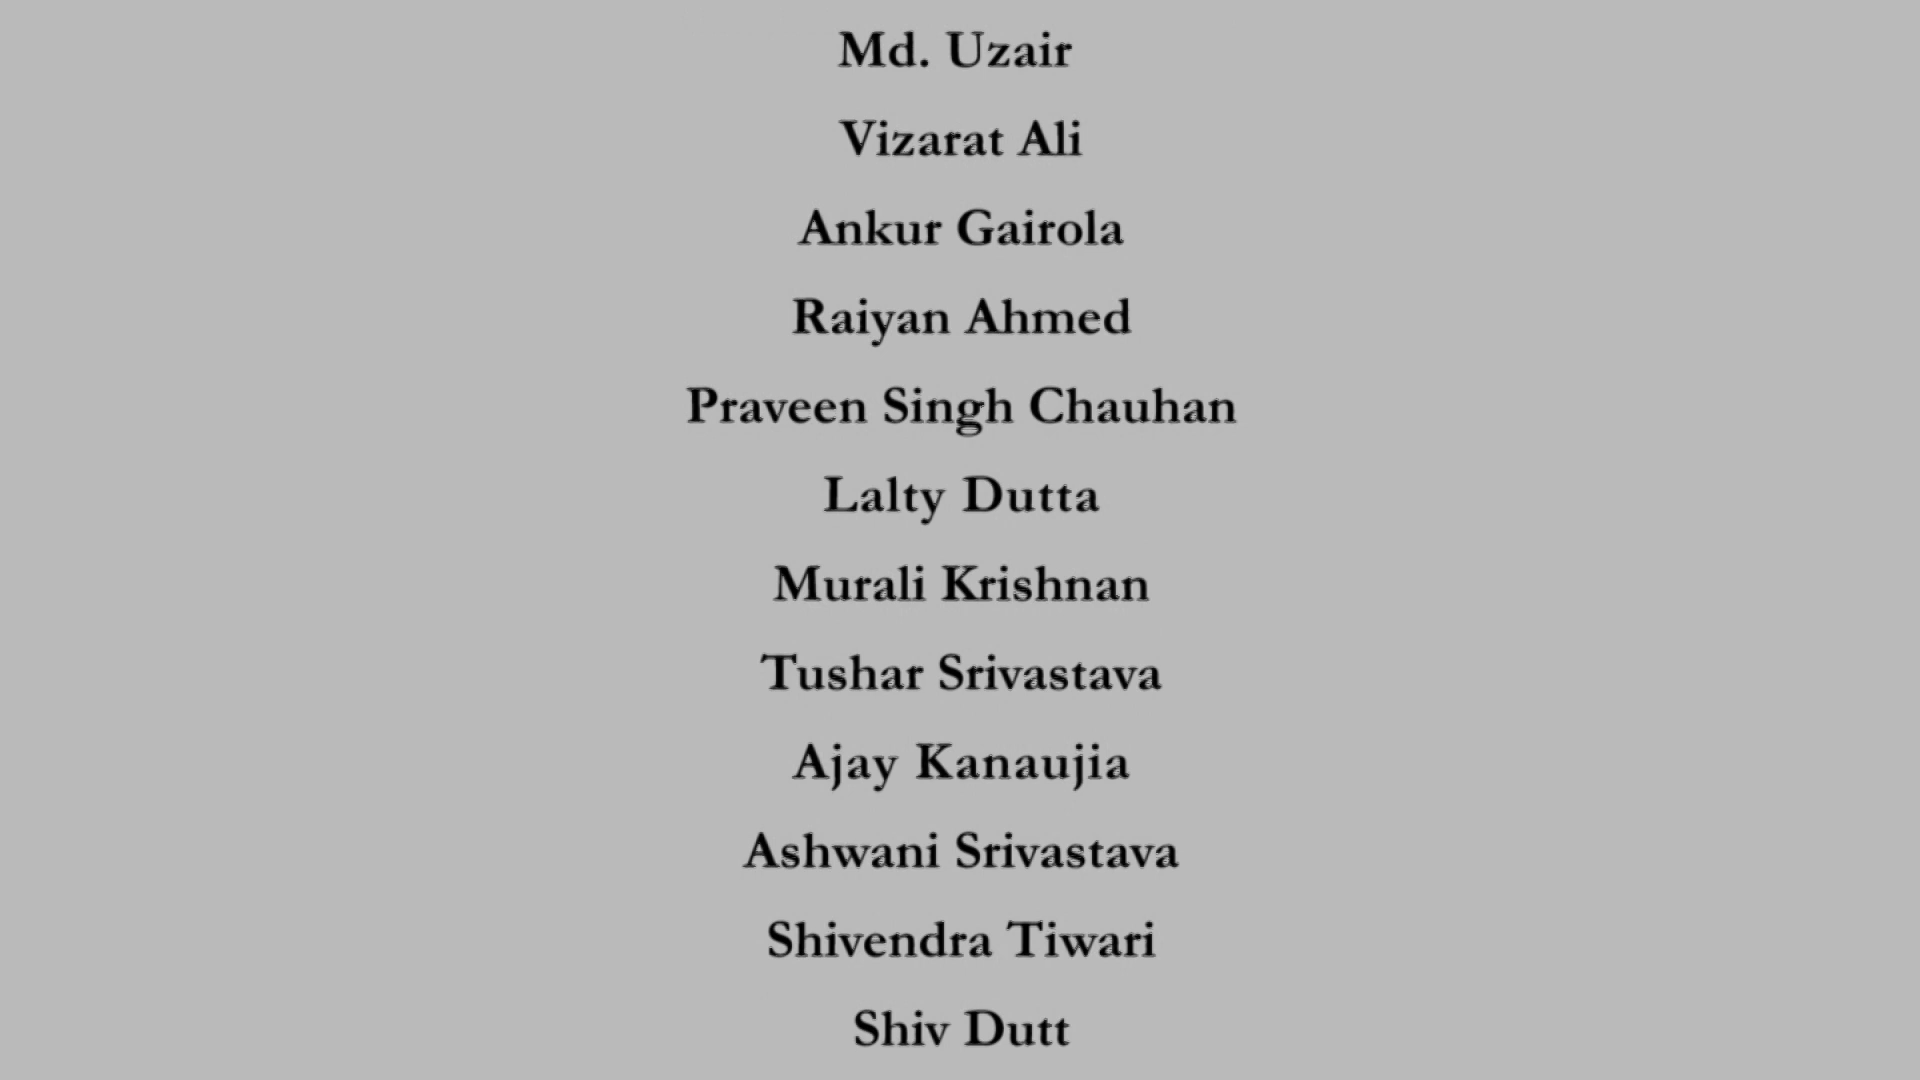 Md. Uzair
Vizarat Ali
Ankur Gairola
Raiyan Ahmed
Praveen Singh Chauhan
Lalty Dutta
Murali Krishnan
Tushar Srivastava
Ajay Kanaujia
Ashwani Srivastava
Shivendra Tiwari
Shiv Dutt